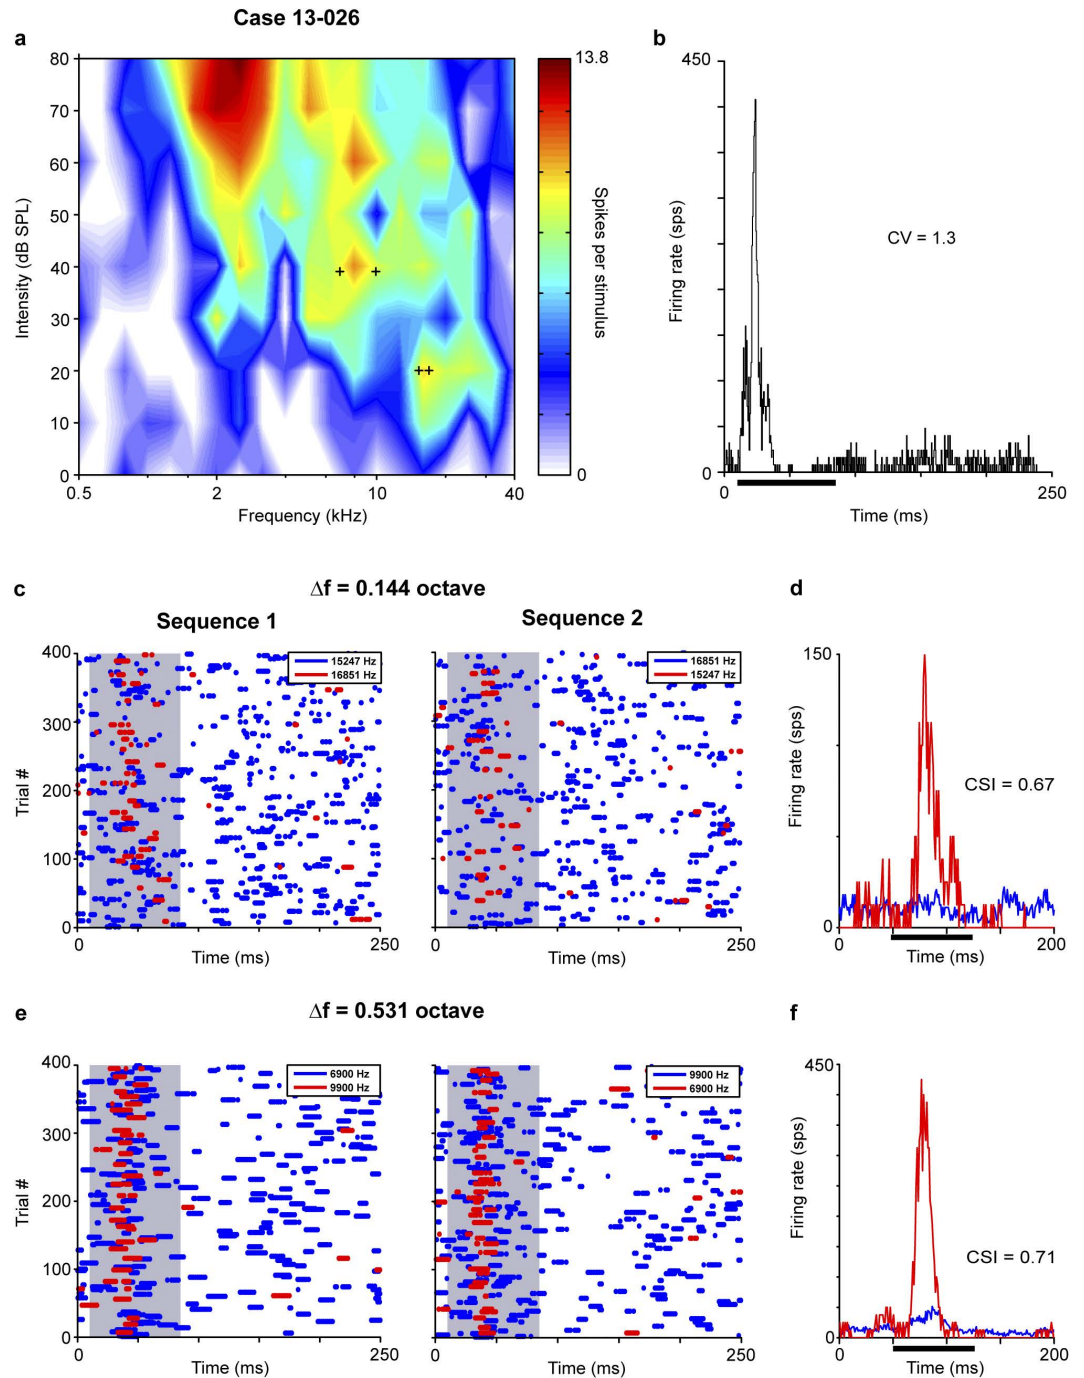 Case 13-026
a
80
70
60
50
40
30
20
10
0
Intensity (dB SPL)
0.5
2
10
40
Frequency (kHz)
13.8
0
Spikes per stimulus
b
450
0
Firing rate (sps)
CV = 1.3
0
250
Time (ms)
c
Δf = 0.144 octave
Sequence 1
Sequence 2
400
300
200
100
0
Trial #
15247 Hz
16851 Hz
0
250
Time (ms)
16851 Hz
15247 Hz
0
250
Time (ms)
d
150
0
Firing rate (sps)
CSI = 0.67
0
200
Time (ms)
e
Δf = 0.531 octave
400
300
200
100
0
Trial #
6900 Hz
9900 Hz
0
250
Time (ms)
9900 Hz
6900 Hz
0
250
Time (ms)
f
450
0
Firing rate (sps)
CSI = 0.71
0
200
Time (ms)